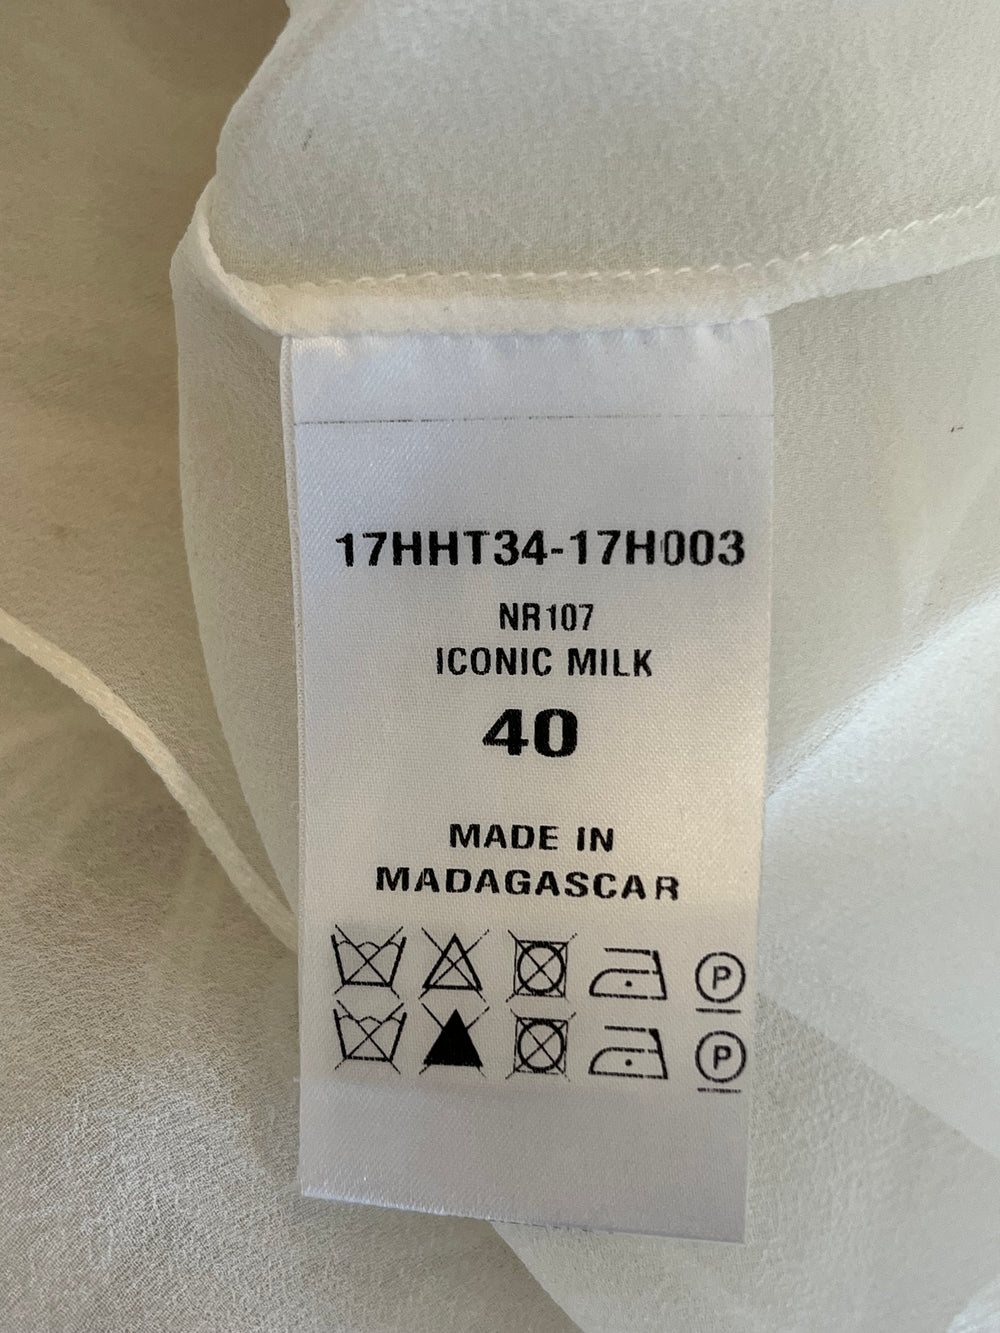 17HHT34-17H003
NR107
ICONIC MILK
40
MADE IN
MADAGASCAR
P
P